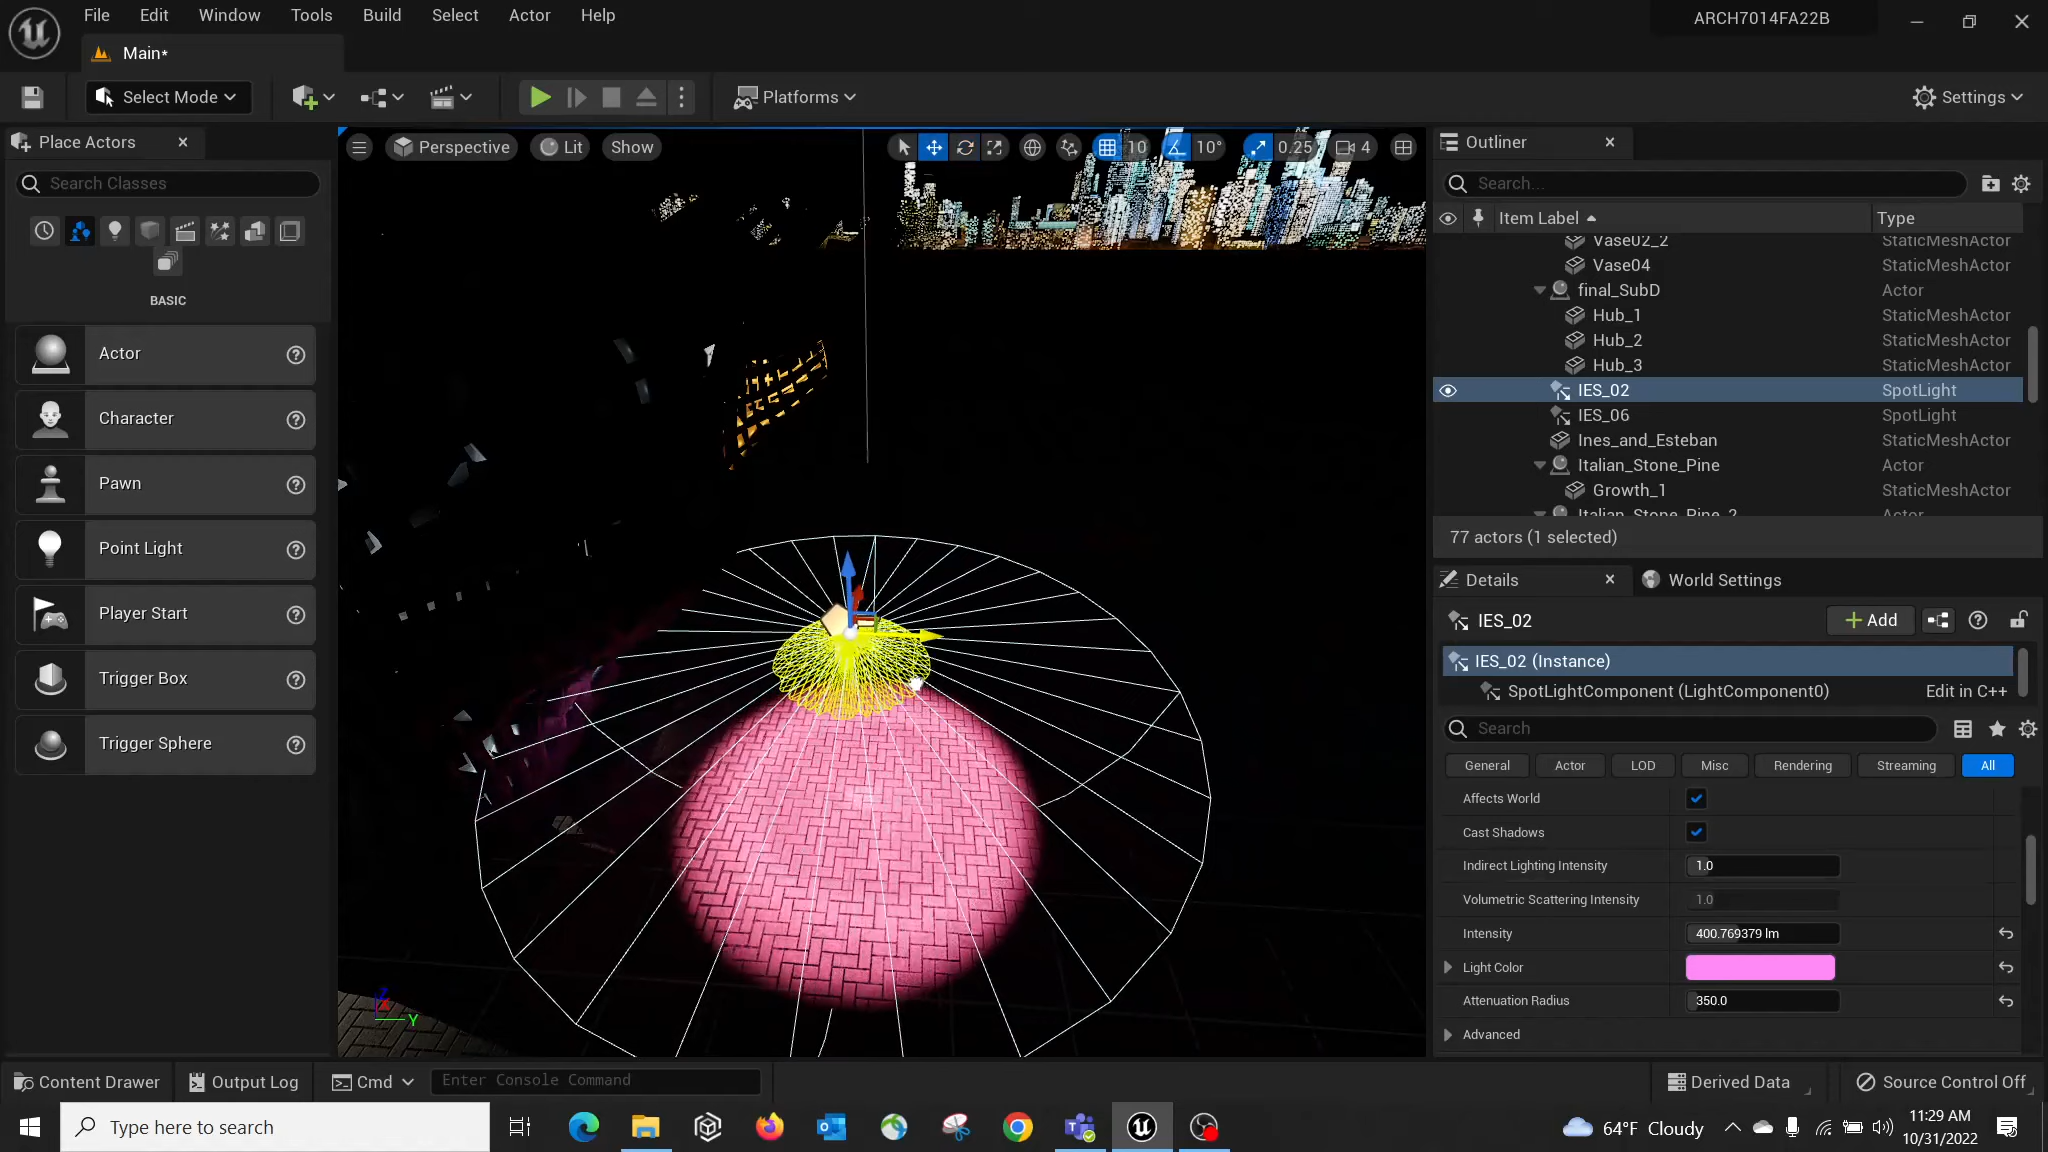 File Edit Window Tools Build Select Actor Help
ARCH7014FA22B
Main*
Select Mode
Platforms
Settings
Place Actors
Search Classes
BASIC
Actor
Character
Pawn
Point Light
Player Start
Trigger Box
Trigger Sphere
Perspective Lit Show
10 10° 0.25 4
Z
Y
Outliner
Search...
Item Label Type
Vase02_2 StaticMeshActor
Vase04 StaticMeshActor
final_SubD Actor
Hub_1 StaticMeshActor
Hub_2 StaticMeshActor
Hub_3 StaticMeshActor
IES_02 SpotLight
IES_06 SpotLight
Ines_and_Esteban StaticMeshActor
Italian_Stone_Pine Actor
Growth_1 StaticMeshActor
Italian_Stone_Pine_2 Actor
77 actors (1 selected)
Details World Settings
IES_02 Add
IES_02 (Instance)
SpotLightComponent (LightComponent0) Edit in C++
Search
General Actor LOD Misc Rendering Streaming All
Affects World
Cast Shadows
Indirect Lighting Intensity 1.0
Volumetric Scattering Intensity 1.0
Intensity 400.769379 lm
Light Color
Attenuation Radius 350.0
Advanced
Content Drawer Output Log Cmd Enter Console Command
Derived Data Source Control Off
Type here to search
64°F Cloudy
11:29 AM
10/31/2022